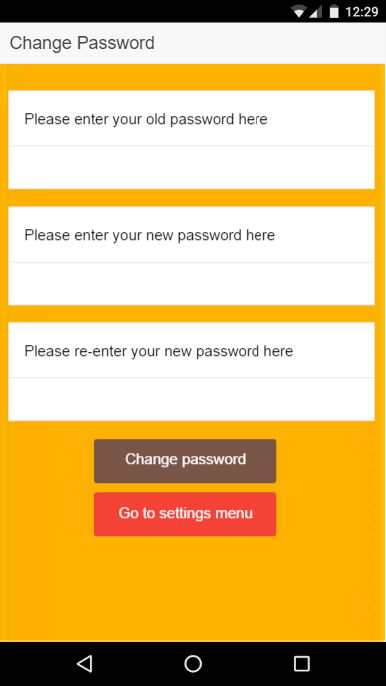 12:29
Change Password
Please enter your old password here
Please enter your new password here
Please re-enter your new password here
Change password
Go to settings menu